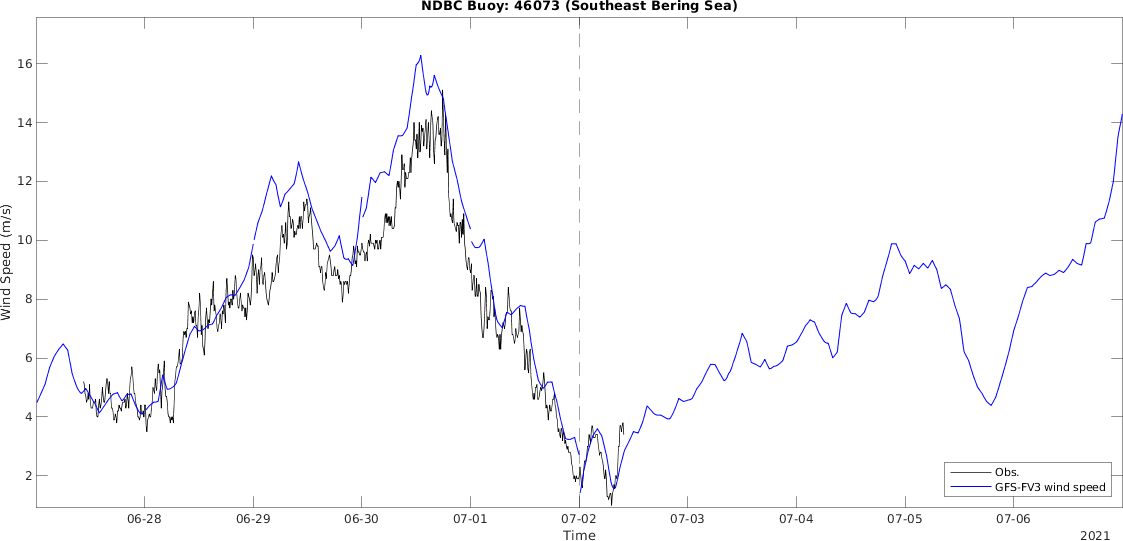 NDBC Buoy: 46073 (Southeast Bering Sea)
Wind Speed (m/s)
16
14
12
10
8
6
4
2
Obs.
GFS-FV3 wind speed
06-28 06-29 06-30 07-01 07-02 07-03 07-04 07-05 07-06
Time
2021